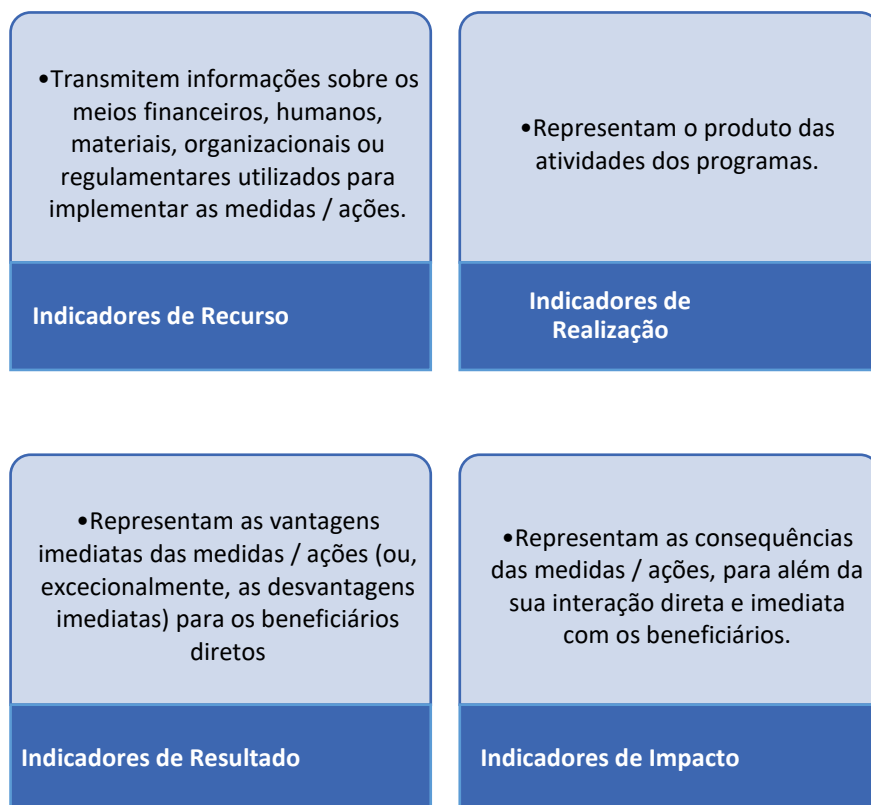 •Transmitem informações sobre os
meios financeiros, humanos,
materiais, organizacionais ou
regulamentares utilizados para
implementar as medidas / ações.
Indicadores de Recurso
•Representam o produto das
atividades dos programas.
Indicadores de
Realização
•Representam as vantagens
imediatas das medidas / ações (ou,
excecionalmente, as desvantagens
imediatas) para os beneficiários
diretos
Indicadores de Resultado
•Representam as consequências
das medidas / ações, para além da
sua interação direta e imediata
com os beneficiários.
Indicadores de Impacto